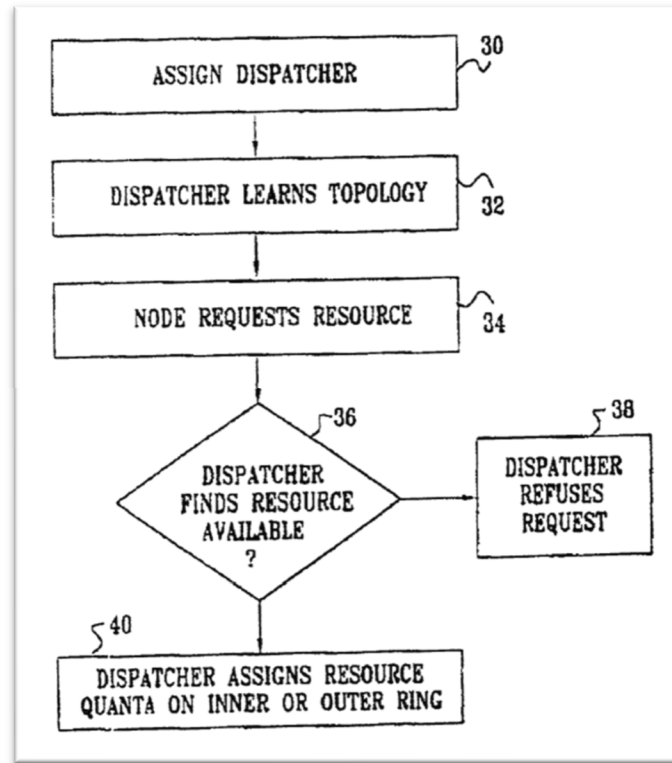 30
ASSIGN DISPATCHER
DISPATCHER LEARNS TOPOLOGY
32
NODE REQUESTS RESOURCE
34
36
DISPATCHER
FINDS RESOURCE
AVAILABLE
?
38
DISPATCHER
REFUSES
REQUEST
40
DISPATCHER ASSIGNS RESOURCE
QUANTA ON INNER OR OUTER RING